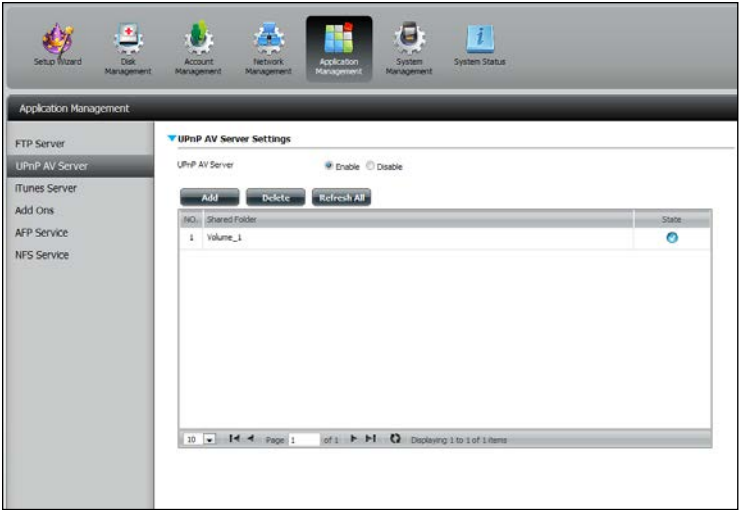 Setup Wizard
Disk Management
Account Management
Network Management
Application Management
System Management
System Status
Application Management
FTP Server
UPnP AV Server
iTunes Server
Add Ons
AFP Service
NFS Service
UPnP AV Server Settings
UPnP AV Server Enable Disable
Add Delete Refresh All
NO. Shared Folder State
1 Volume_1
10 Page 1 of 1 Displaying 1 to 1 of 1 items